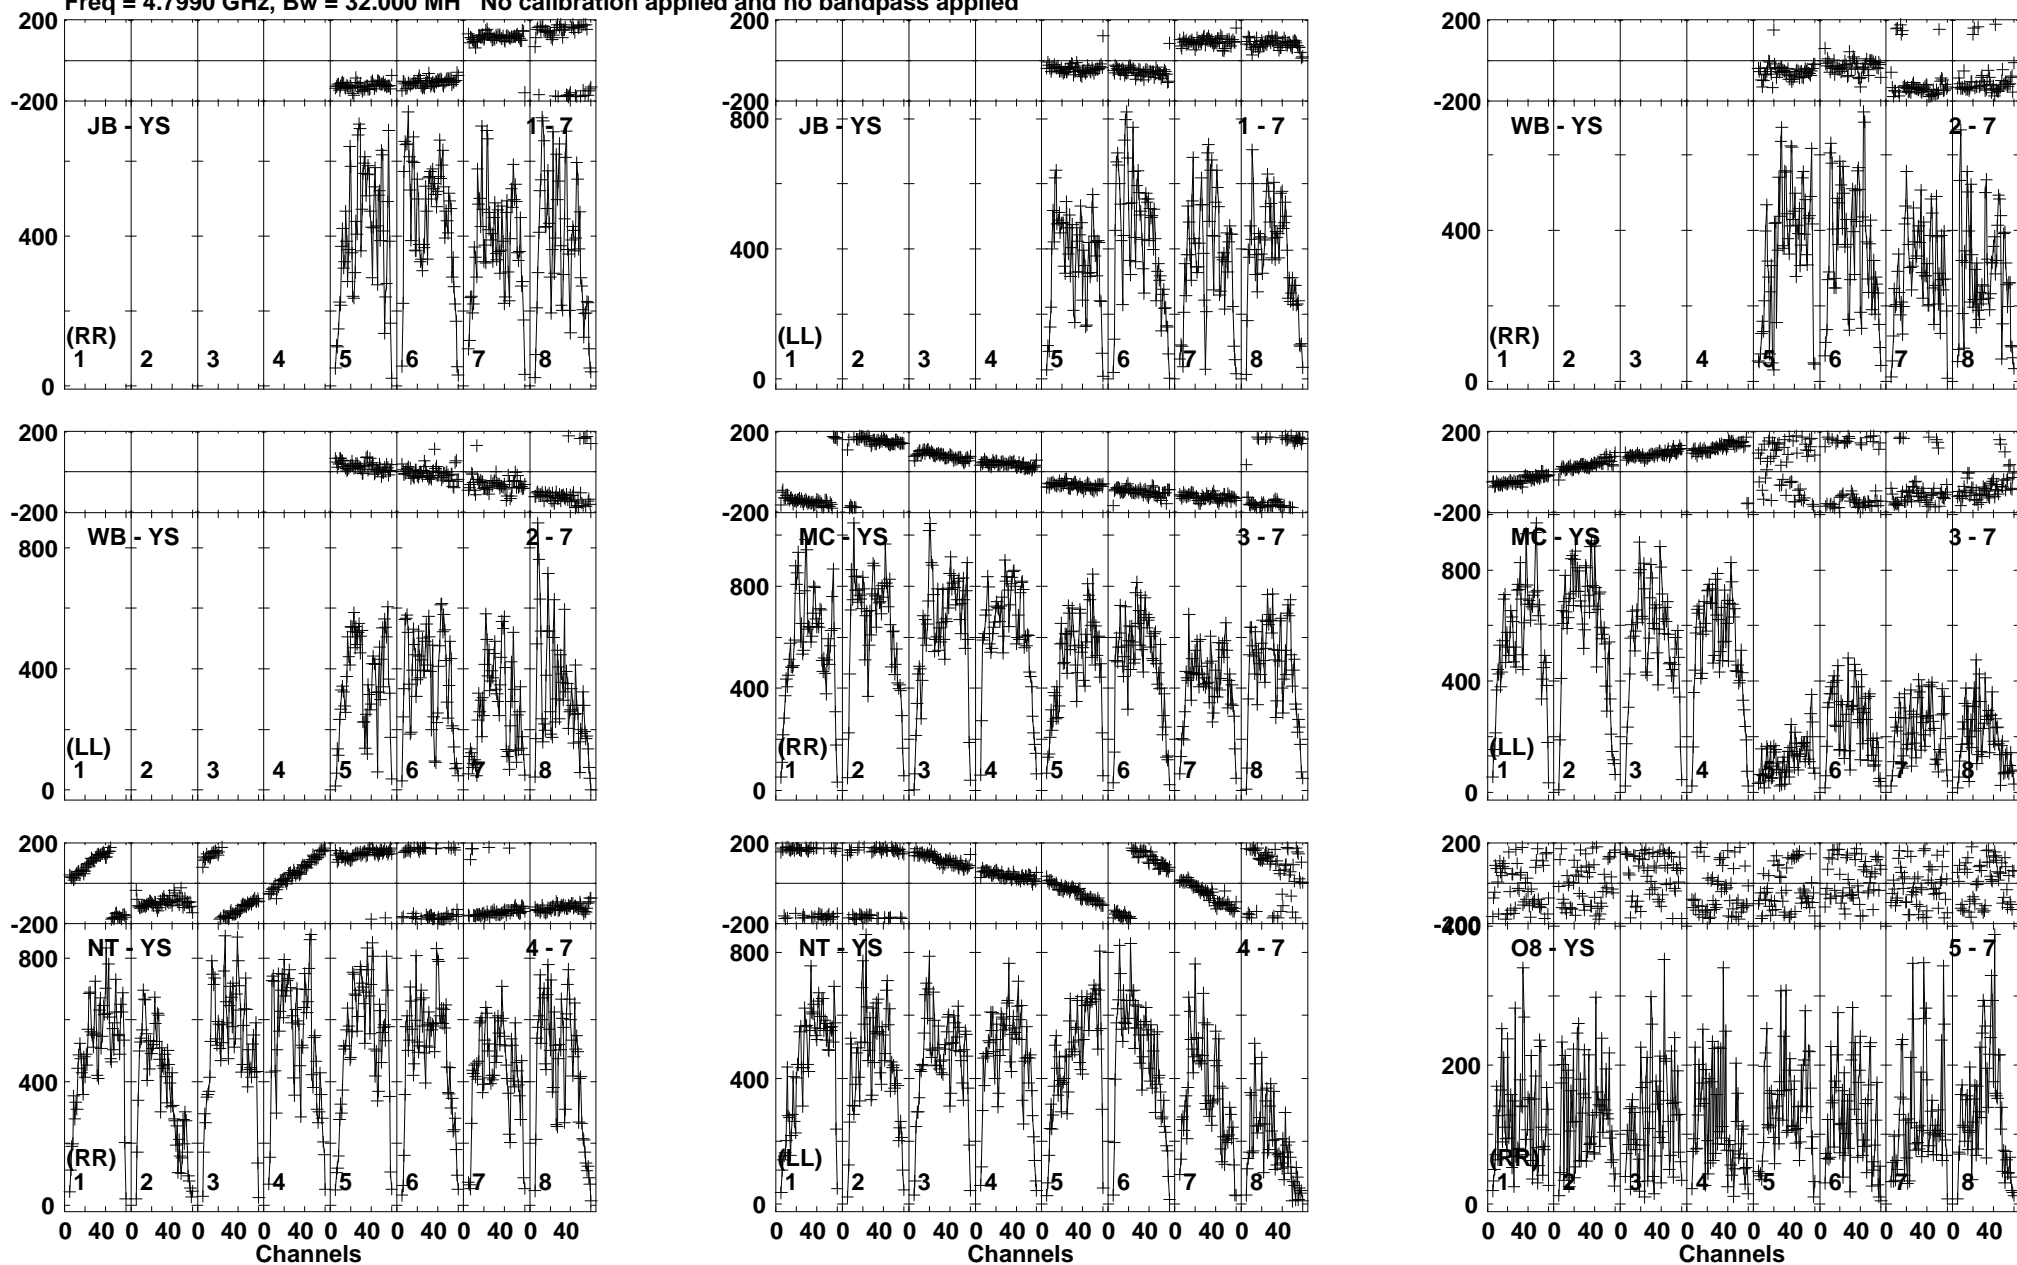 Freq = 4.7990 GHz, Bw = 32.000 MH No calibration applied and no bandpass applied
200 200 200
-200 -200 -200
JB - YS 1 - 7 800 JB - YS 1 - 7 WB - YS 2 - 7
400 400 400
(RR) (LL) (RR)
1 2 3 4 5 6 7 8 1 2 3 4 5 6 7 8 1 2 3 4 5 6 7 8
0 0 0
200 200 200
-200 -200 -200
WB - YS 2 - 7 MC - YS 3 - 7 MC - YS 3 - 7
800 800 800
400 400 400
(LL) (RR) (LL)
1 2 3 4 5 6 7 8 1 2 3 4 5 6 7 8 1 2 3 4 5 6 7 8
0 0 0
200 200 200
-200 -200 -200
400
NT - YS 4 - 7 NT - YS 4 - 7 O8 - YS 5 - 7
800 800
400 400 200
(RR) (LL) (RR)
1 2 3 4 5 6 7 8 1 2 3 4 5 6 7 8 1 2 3 4 5 6 7 8
0 0 0
0 40 0 40 0 40 0 40 0 40 0 40 0 40 0 40 0 40 0 40 0 40 0 40 0 40 0 40 0 40 0 40 0 40 0 40 0 40 0 40 0 40 0 40 0 40 0 40
Channels Channels Channels